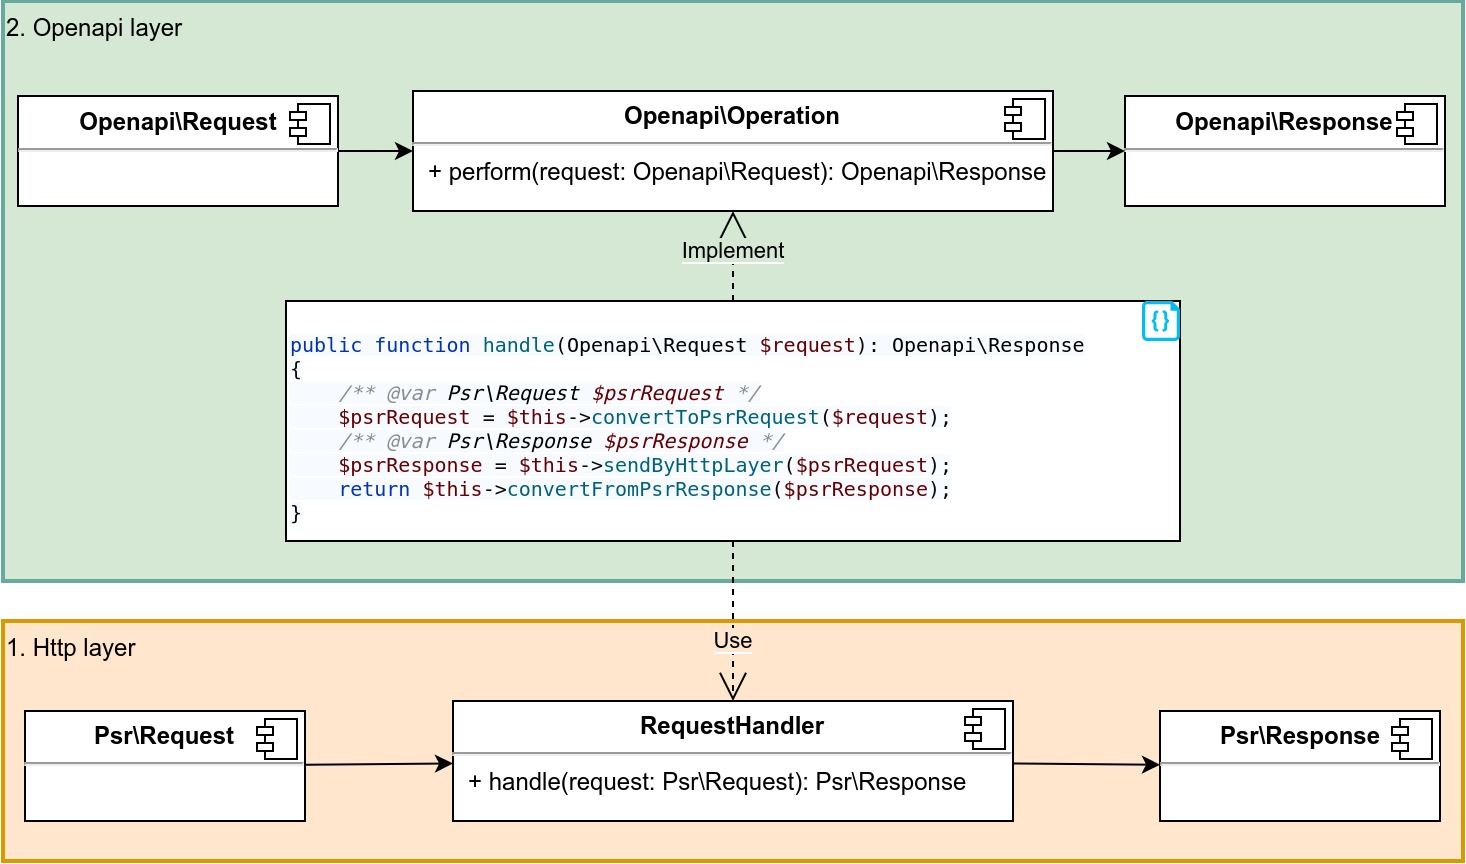 2. Openapi layer
Openapi\Request
Openapi\Operation
+ perform(request: Openapi\Request): Openapi\Response
Openapi\Response
Implement
{}
public function handle(Openapi\Request $request): Openapi\Response
{
    /** @var Psr\Request $psrRequest */
    $psrRequest = $this->convertToPsrRequest($request);
    /** @var Psr\Response $psrResponse */
    $psrResponse = $this->sendByHttpLayer($psrRequest);
    return $this->convertFromPsrResponse($psrResponse);
}
Use
1. Http layer
Psr\Request
RequestHandler
+ handle(request: Psr\Request): Psr\Response
Psr\Response